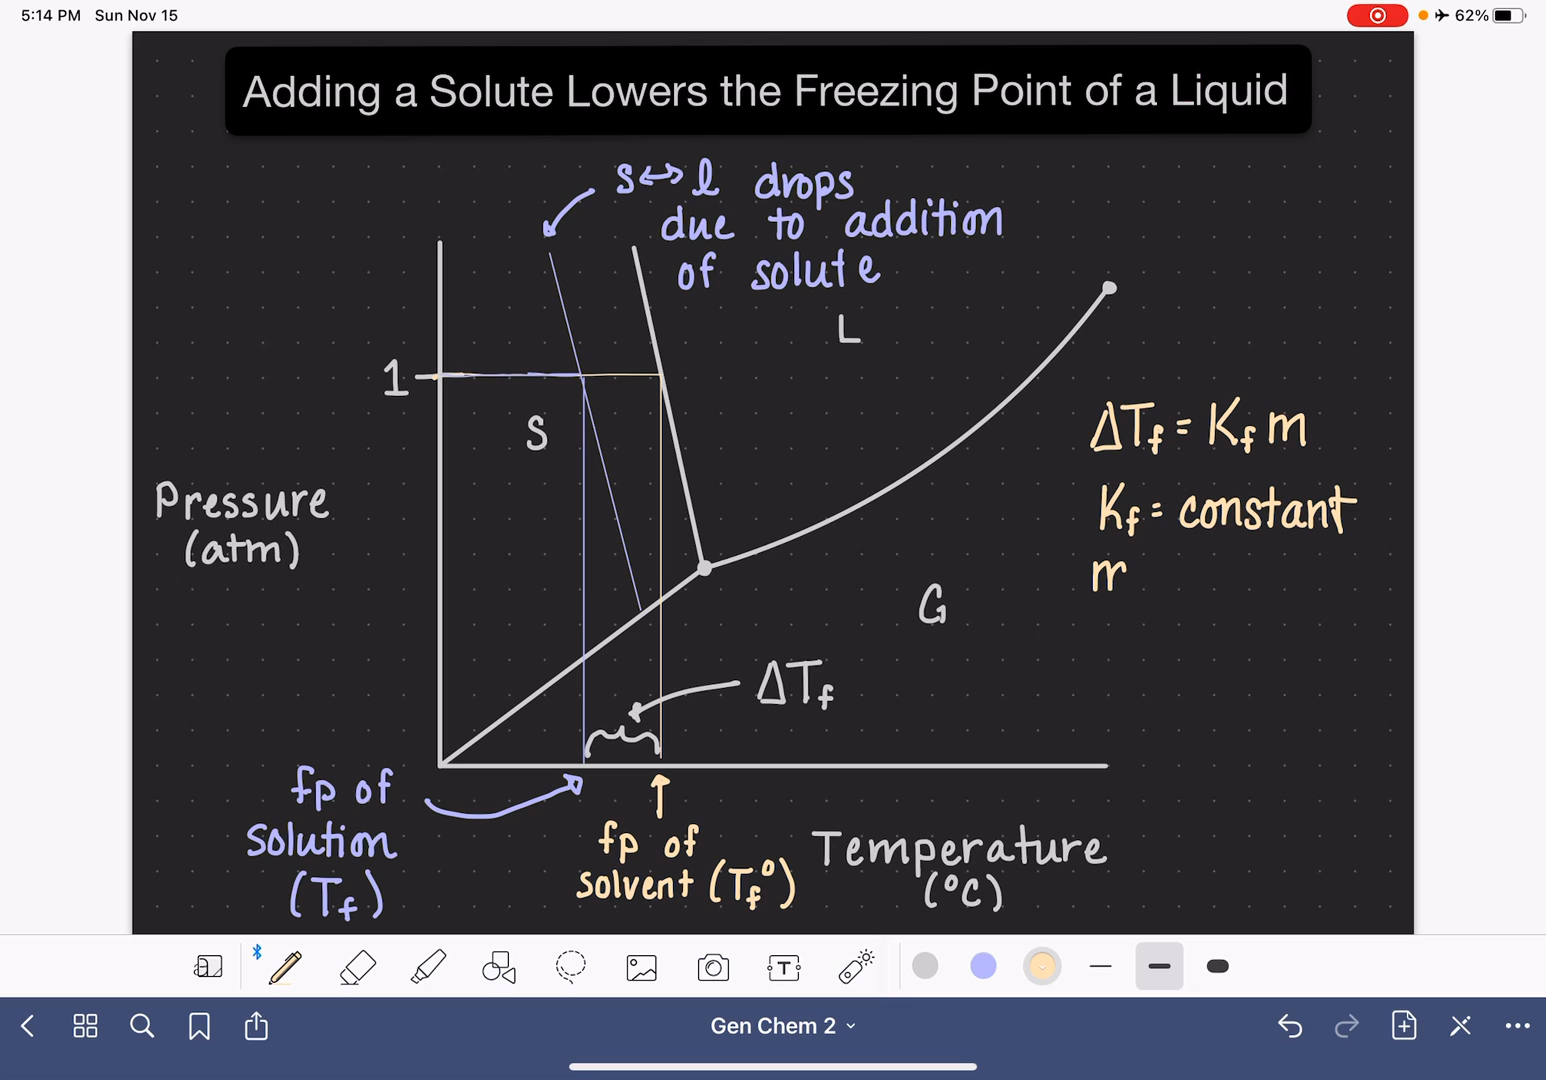 5:14 PM Sun Nov 15
62%
Adding a Solute Lowers the Freezing Point of a Liquid
s↔l drops
due to addition
of solute
L
1
S
ΔTf = Kf m
Kf = constant
m
Pressure
(atm)
G
ΔTf
fp of
solution
(Tf)
fp of
solvent (Tf°)
Temperature
(°C)
a
T
Gen Chem 2